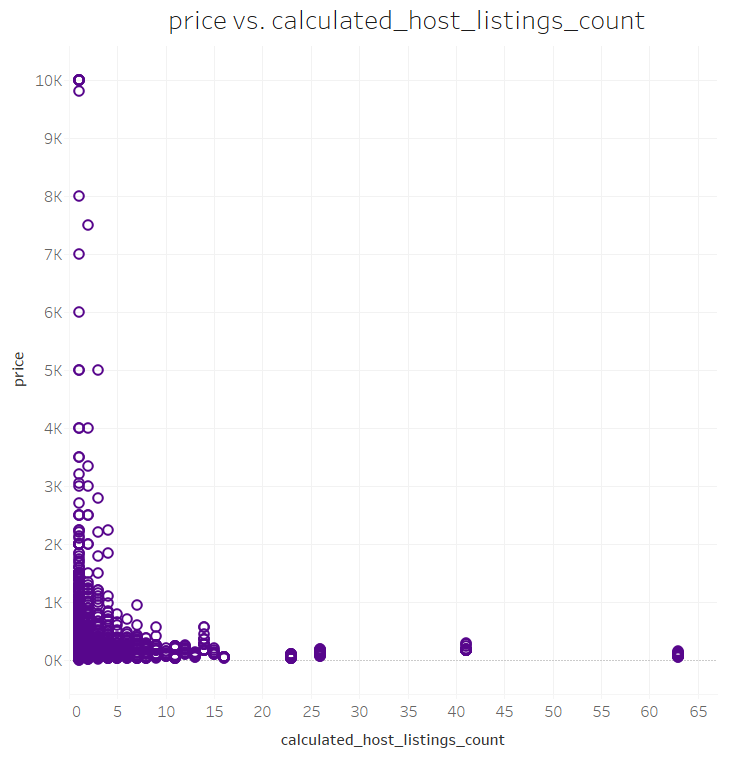 price vs. calculated_host_listings_count
10K
9K
8K
7K
6K
5K
4K
3K
2K
1K
0K
price
0 5 10 15 20 25 30 35 40 45 50 55 60 65
calculated_host_listings_count